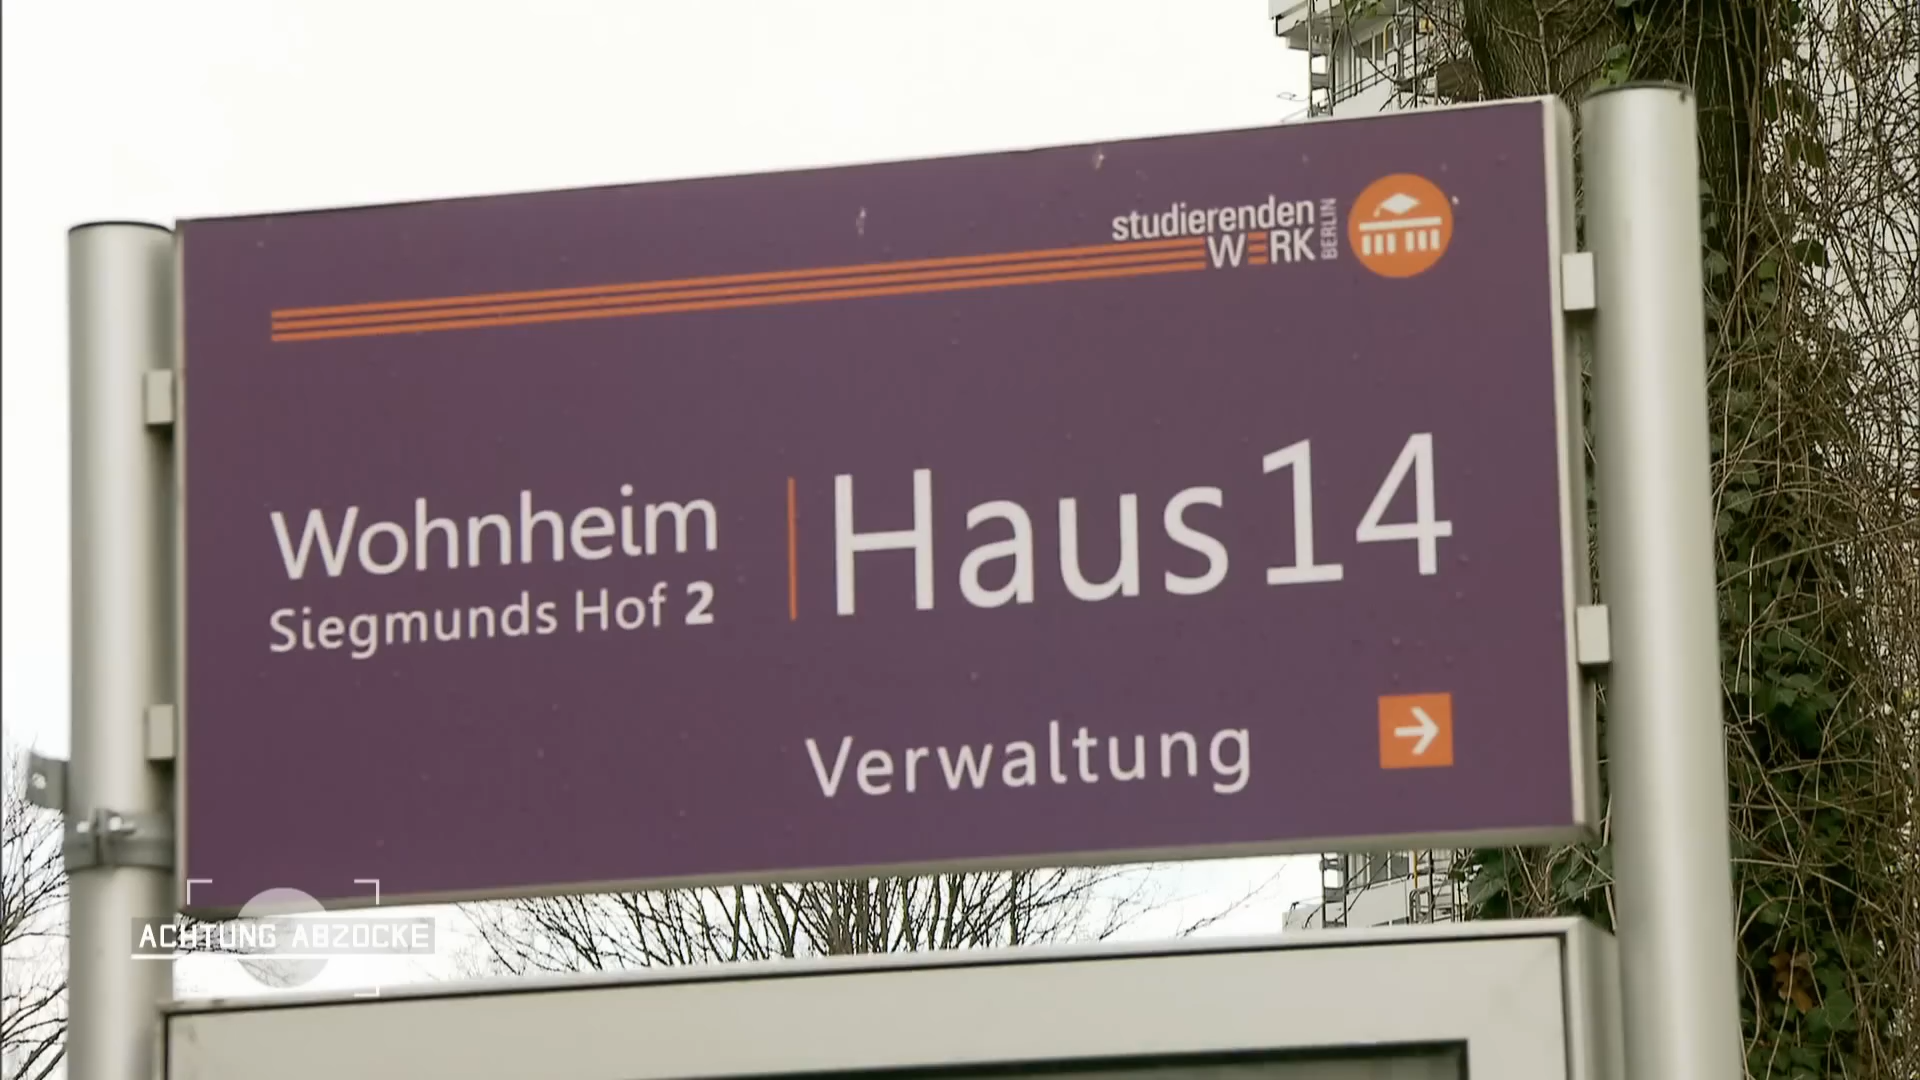 studierenden
WERK BERLIN
Wohnheim
Siegmunds Hof 2
Haus 14
Verwaltung
ACHTUNG ABZOCKE